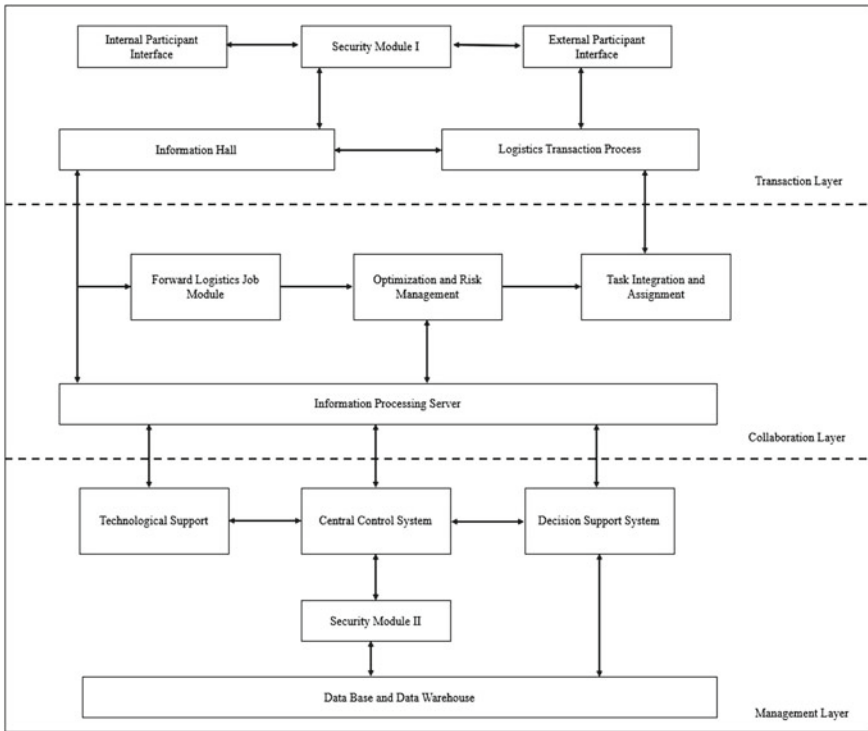 Internal Participant
Interface
Security Module I
External Participant
Interface
Information Hall
Logistics Transaction Process
Transaction Layer
Forward Logistics Job
Module
Optimization and Risk
Management
Task Integration and
Assignment
Information Processing Server
Collaboration Layer
Technological Support
Central Control System
Decision Support System
Security Module II
Data Base and Data Warehouse
Management Layer